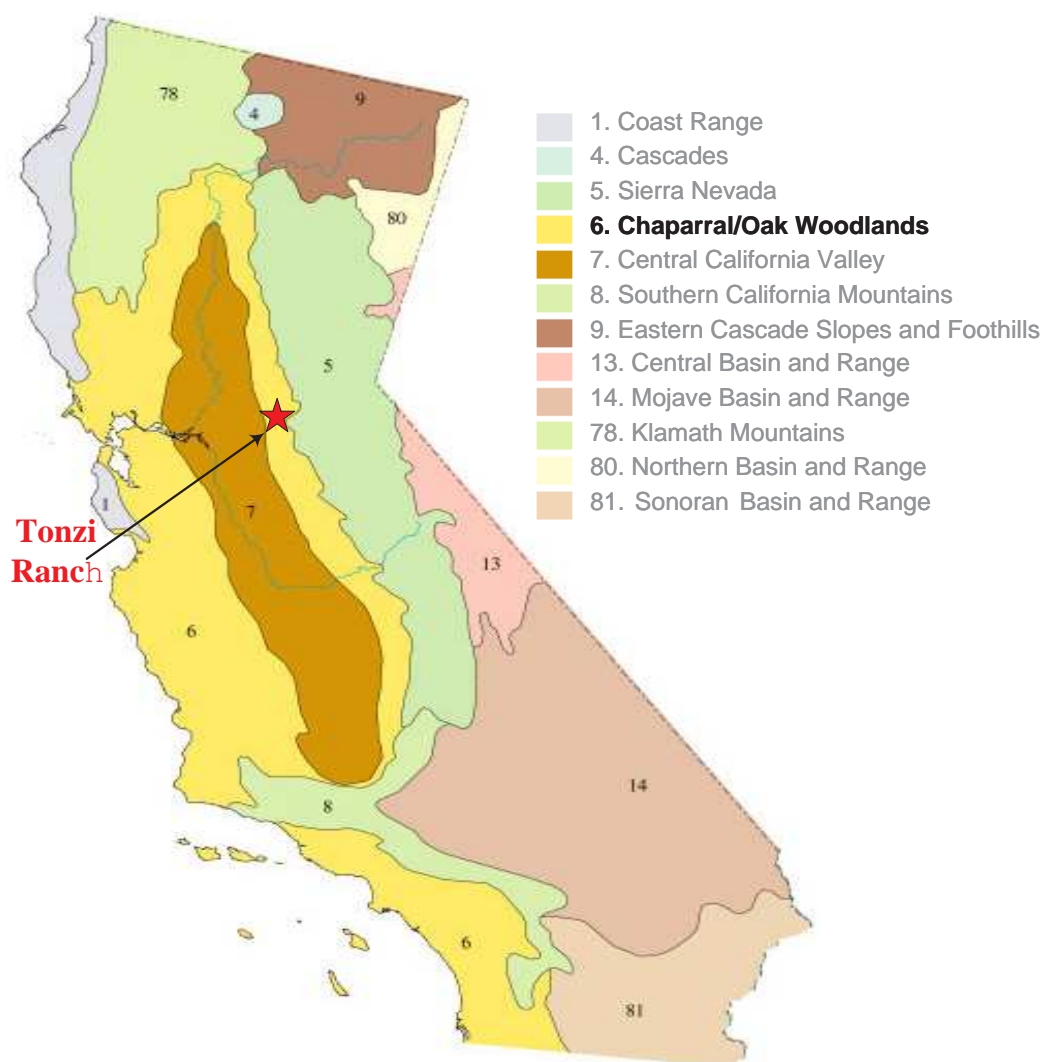 78
9
4
80
5
7
1
13
6
14
8
6
81
Tonzi
Ranch
1. Coast Range
4. Cascades
5. Sierra Nevada
6. Chaparral/Oak Woodlands
7. Central California Valley
8. Southern California Mountains
9. Eastern Cascade Slopes and Foothills
13. Central Basin and Range
14. Mojave Basin and Range
78. Klamath Mountains
80. Northern Basin and Range
81. Sonoran Basin and Range